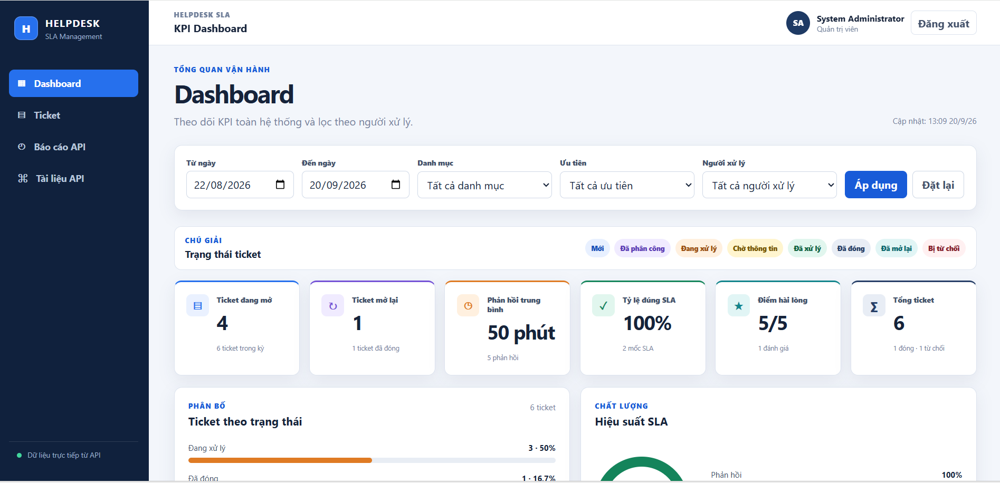 H
HELPDESK
SLA Management
Dashboard
Ticket
Báo cáo API
Tài liệu API
Dữ liệu trực tiếp từ API
HELPDESK SLA
KPI Dashboard
SA
System Administrator
Quản trị viên
Đăng xuất
TỔNG QUAN VẬN HÀNH
Dashboard
Theo dõi KPI toàn hệ thống và lọc theo người xử lý.
Cập nhật: 13:09 20/9/26
Từ ngày
22/08/2026
Đến ngày
20/09/2026
Danh mục
Tất cả danh mục
Ưu tiên
Tất cả ưu tiên
Người xử lý
Tất cả người xử lý
Áp dụng
Đặt lại
CHÚ GIẢI
Trạng thái ticket
Mới
Đã phân công
Đang xử lý
Chờ thông tin
Đã xử lý
Đã đóng
Đã mở lại
Bị từ chối
Ticket đang mở
4
6 ticket trong kỳ
Ticket mở lại
1
1 ticket đã đóng
Phản hồi trung
bình
50 phút
5 phản hồi
Tỷ lệ đúng SLA
100%
2 mốc SLA
Điểm hài lòng
5/5
1 đánh giá
Σ
Tổng ticket
6
1 đóng · 1 từ chối
PHÂN BỐ
Ticket theo trạng thái
6 ticket
Đang xử lý
3 · 50%
Đã đóng
1 · 16.7%
CHẤT LƯỢNG
Hiệu suất SLA
Phản hồi
100%